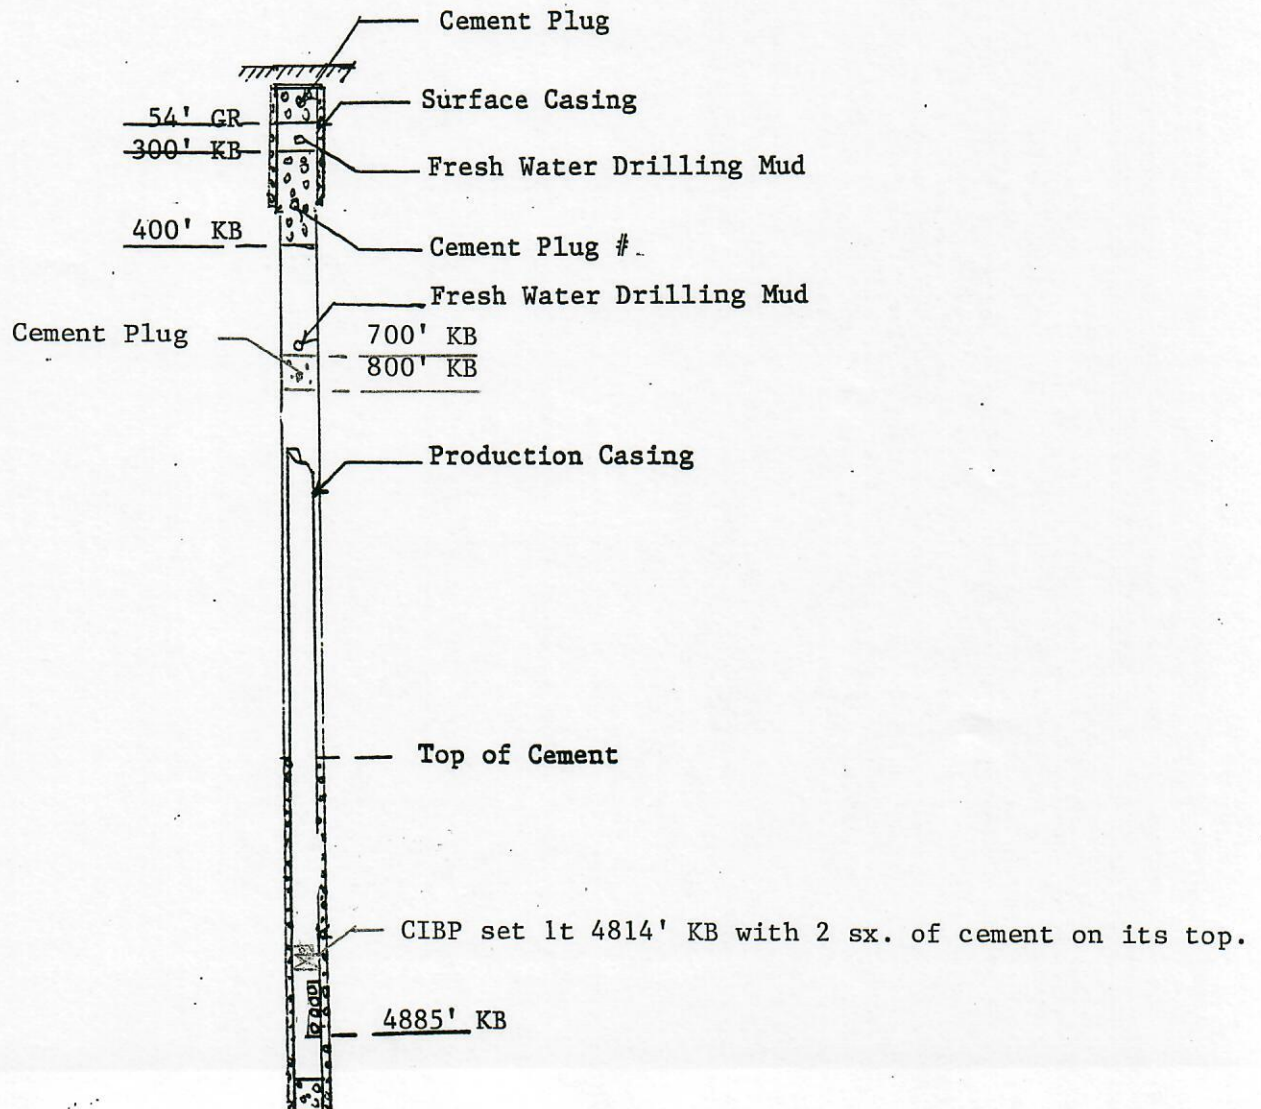 Cement Plug
Surface Casing
54' GR
300' KB
Fresh Water Drilling Mud
400' KB
Cement Plug #
Fresh Water Drilling Mud
Cement Plug
700' KB
800' KB
Production Casing
Top of Cement
CIBP set 1t 4814' KB with 2 sx. of cement on its top.
4885' KB